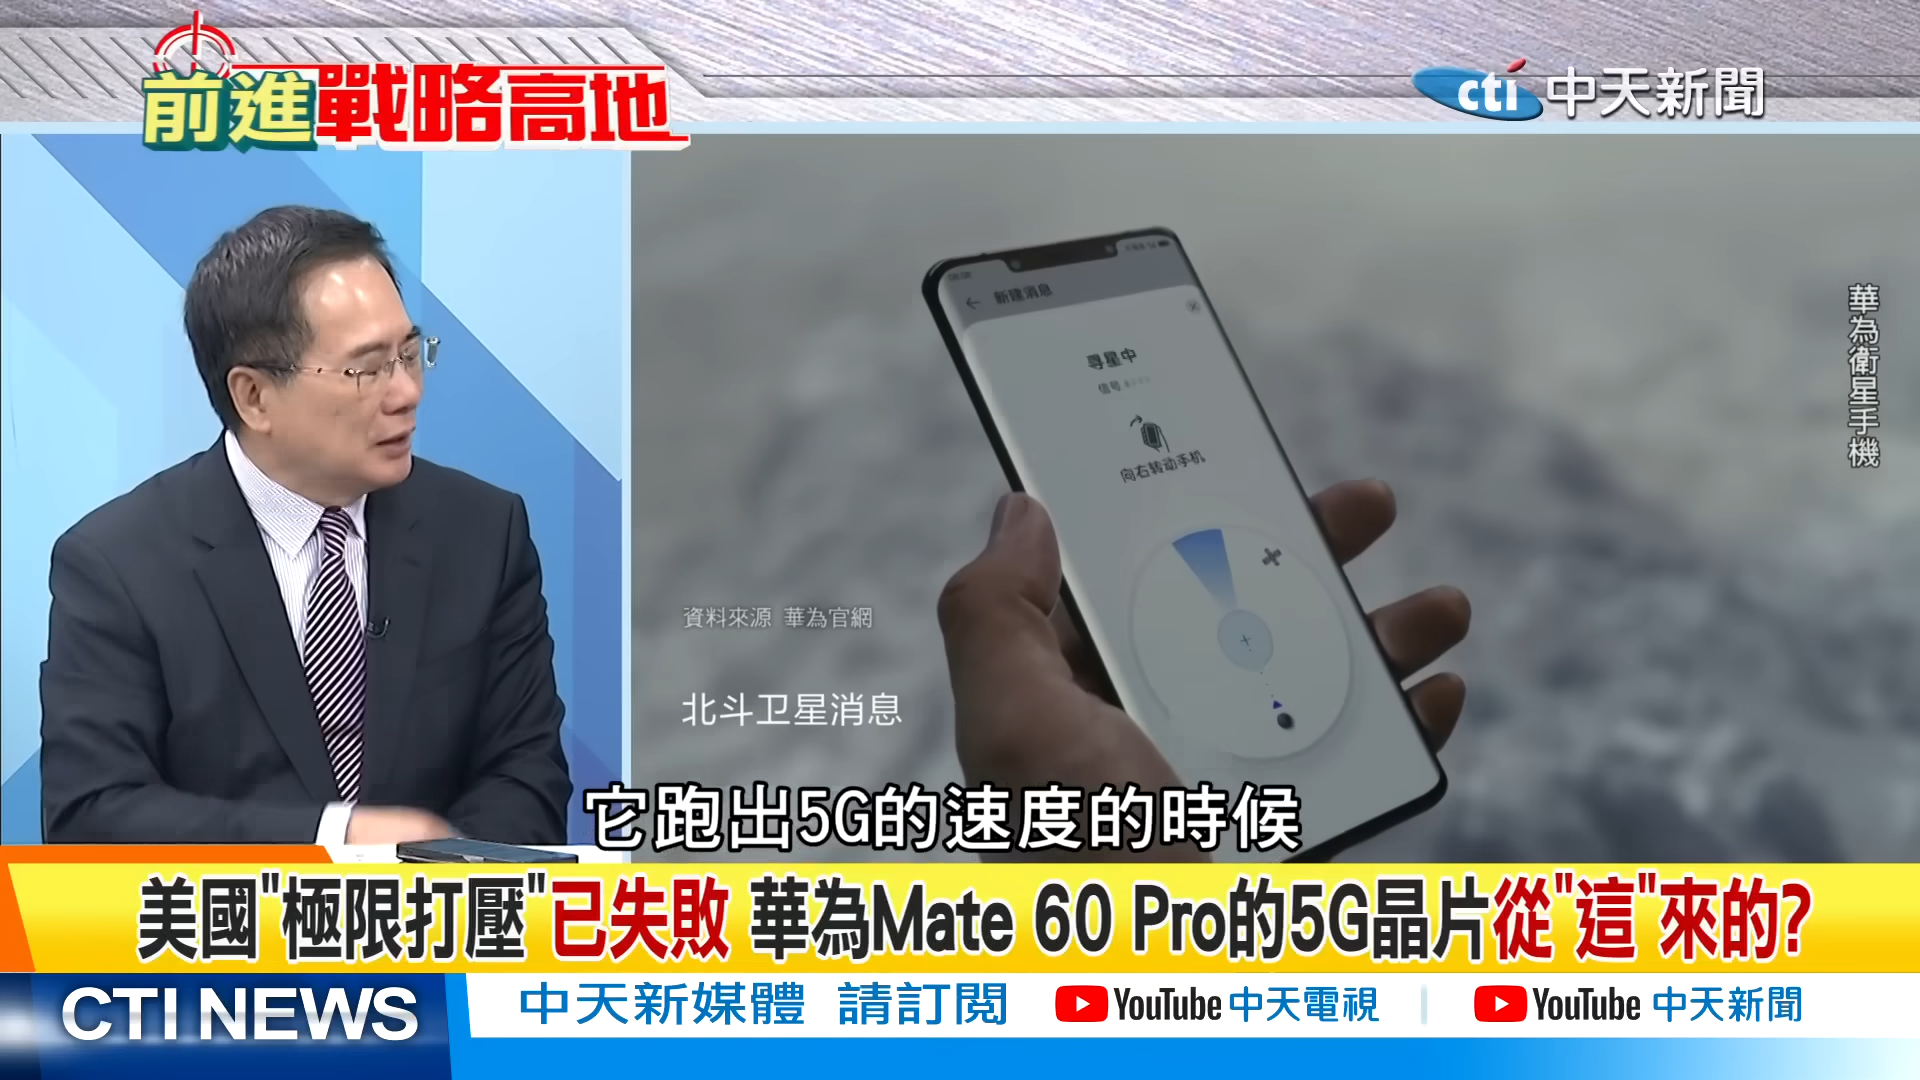 前進戰略高地
cti 中天新聞
新建消息
寻星中
信号
向右转动手机
華為衛星手機
資料來源 華為官網
北斗卫星消息
它跑出5G的速度的時候
美國"極限打壓"已失敗 華為Mate 60 Pro的5G晶片從"這"來的?
CTI NEWS 中天新媒體 請訂閱 YouTube 中天電視 YouTube 中天新聞